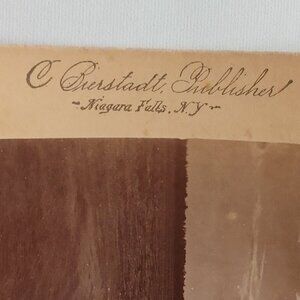 C Bierstadt, Publisher
- Niagara Falls, N.Y -